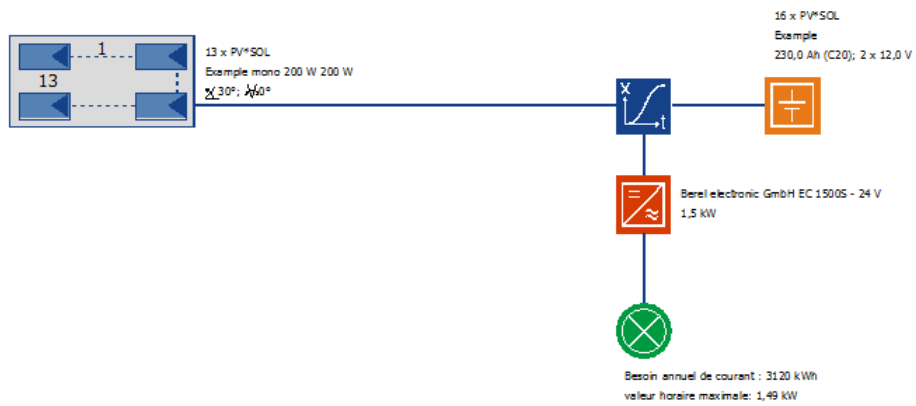 1
13
13 x PV*SOL
Example mono 200 W 200 W
30°; 0°
X
t
16 x PV*SOL
Example
230,0 Ah (C20); 2 x 12,0 V
Berel electronic GmbH EC 1500S - 24 V
1,5 kW
Besoin annuel de courant : 3120 kWh
valeur horaire maximale: 1,49 kW